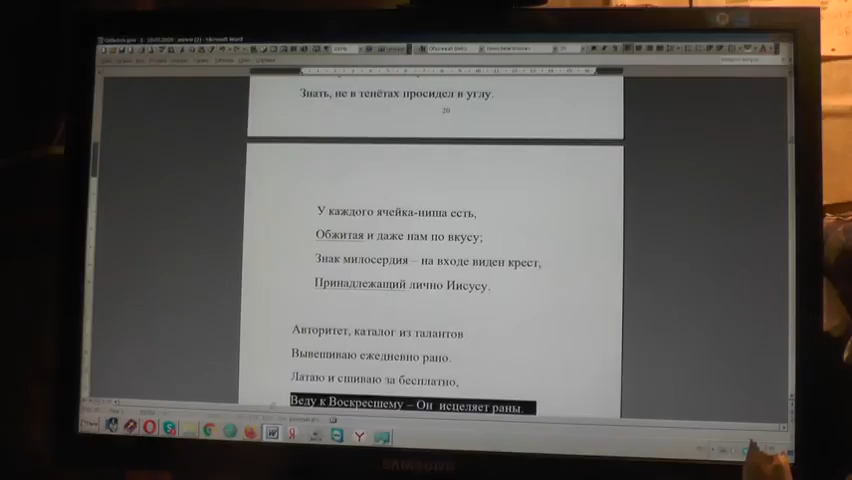 Знать, не в тенётах просидел в углу.
20
У каждого ячейка-ниша есть,
Обжитая и даже нам по вкусу;
Знак милосердия – на входе виден крест,
Принадлежащий лично Иисусу.
Авторитет, каталог из талантов
Вывешиваю ежедневно рано.
Латаю и сшиваю за бесплатно,
Веду к Воскресшему – Он исцеляет раны.
SAMSUNG